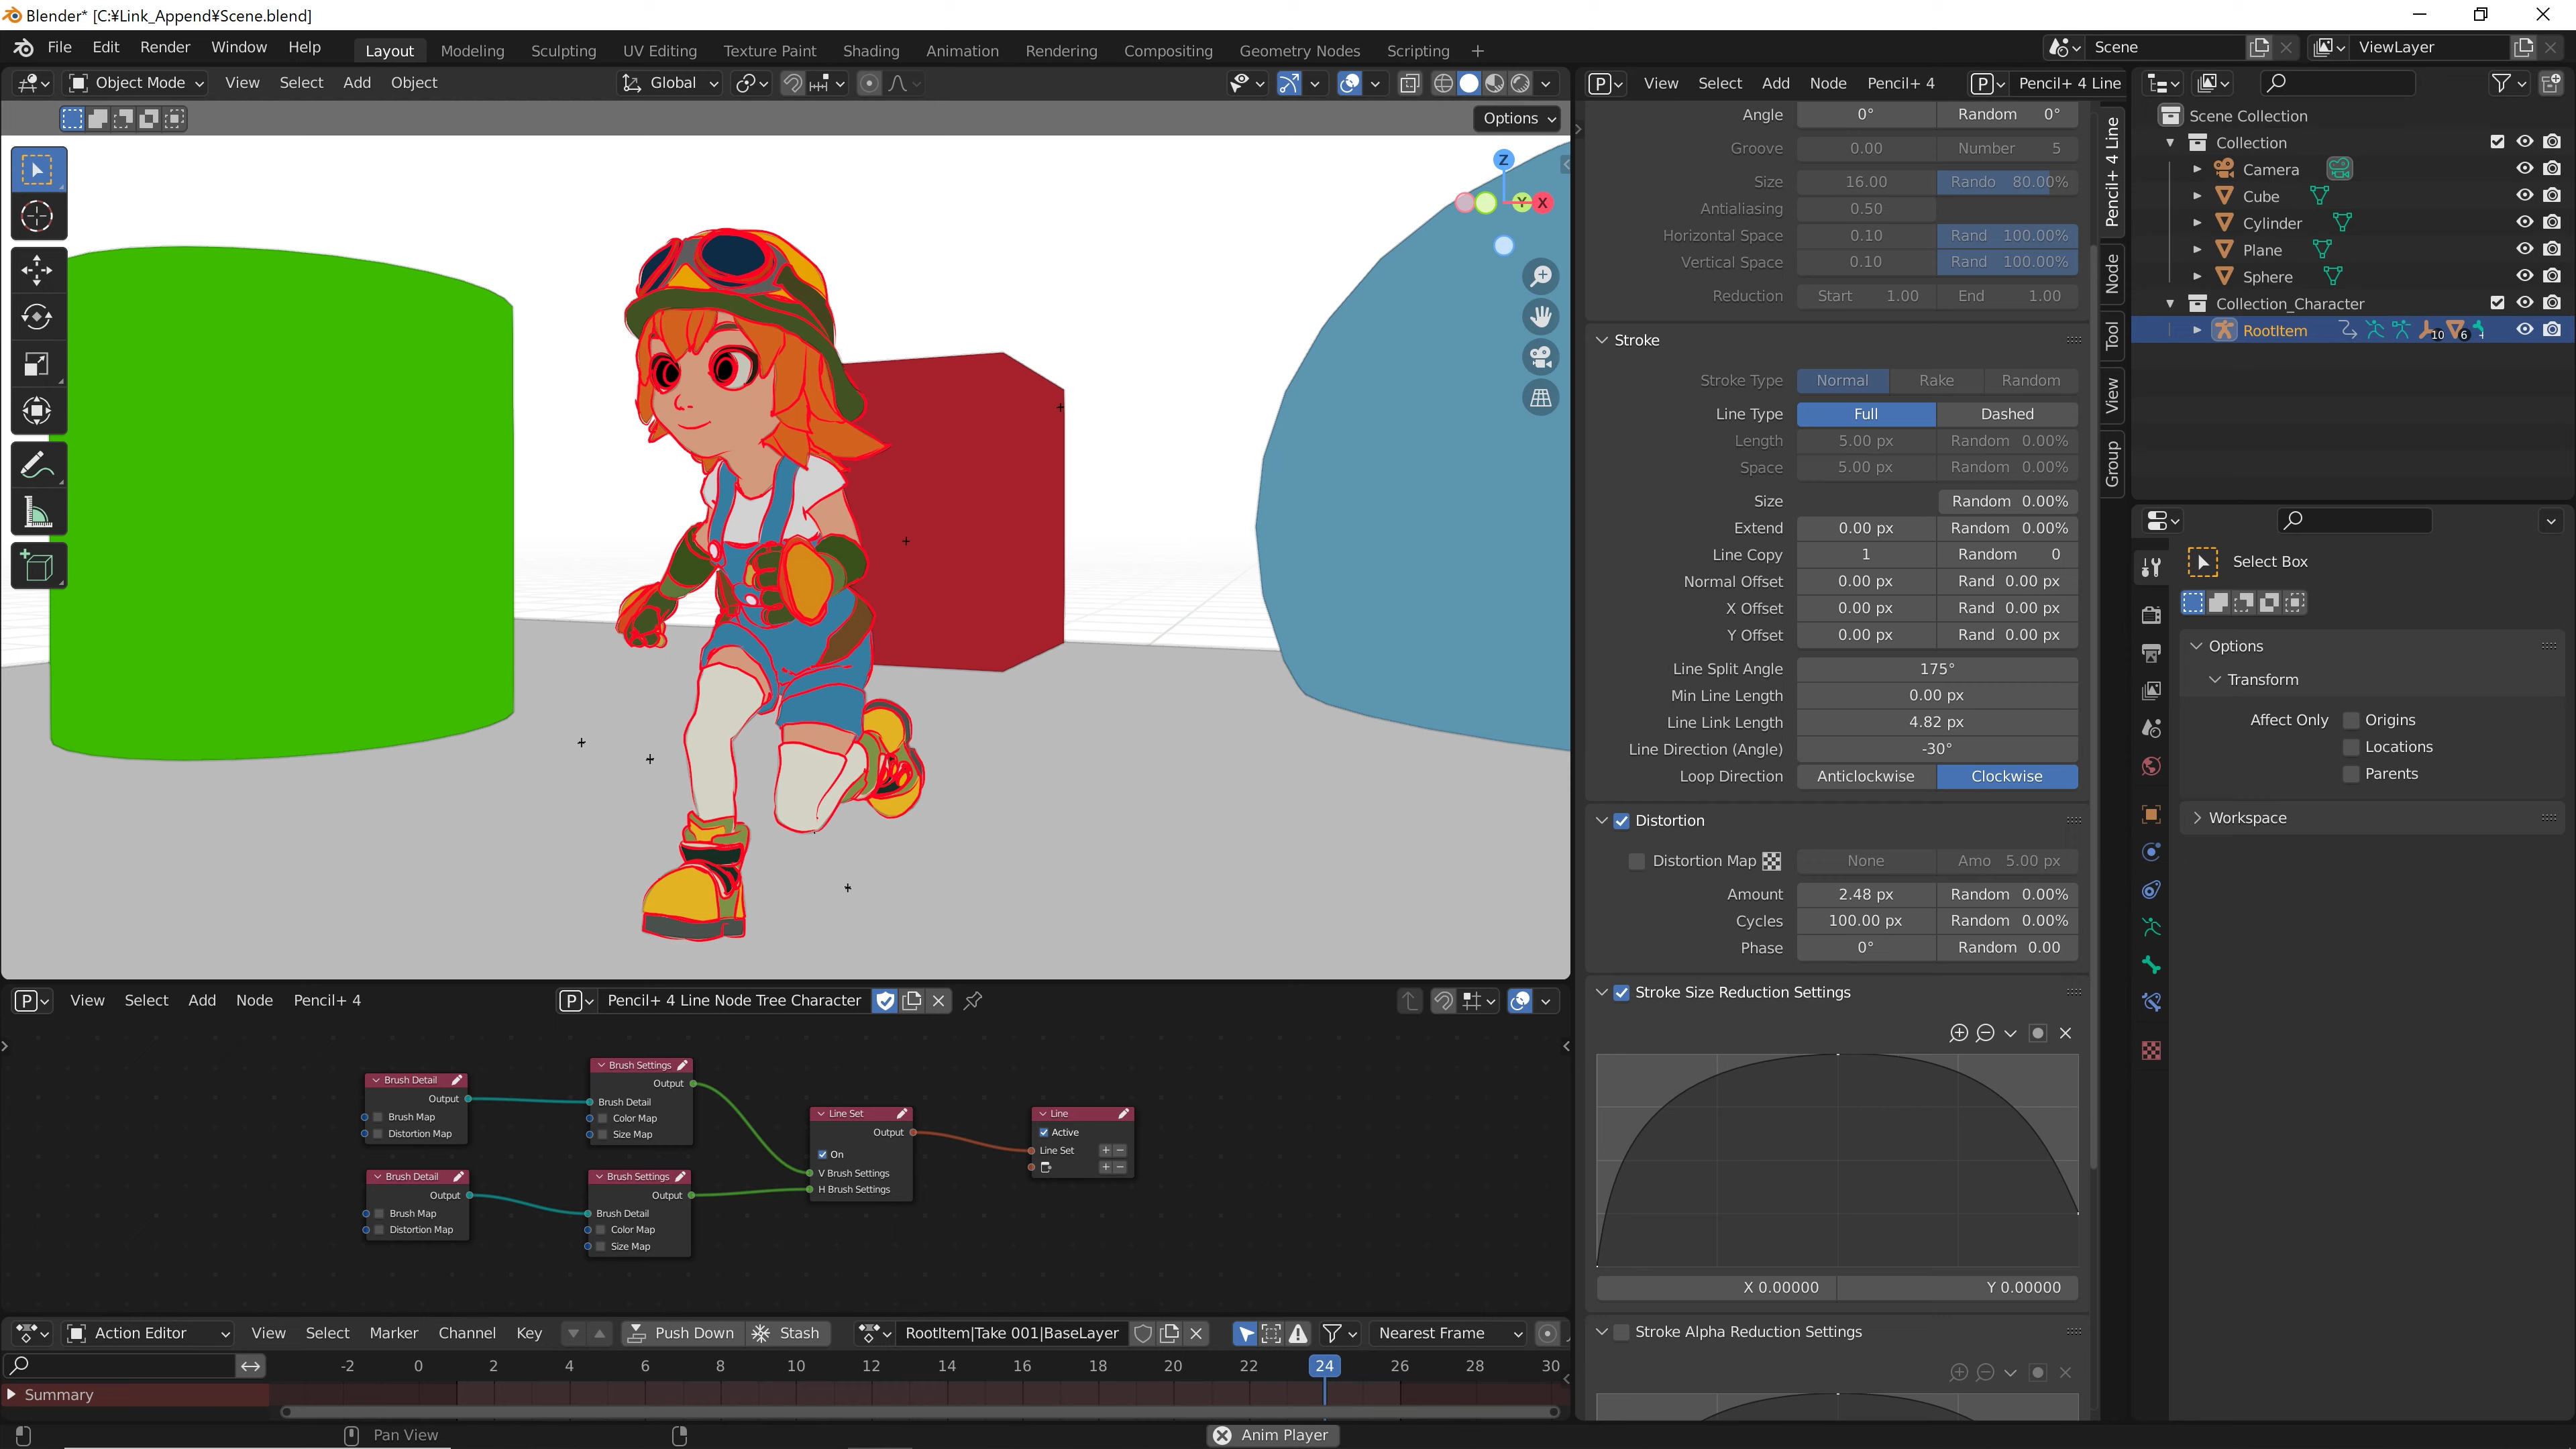 Blender* [C:¥Link_Append¥Scene.blend]
File Edit Render Window Help Layout Modeling Sculpting UV Editing Texture Paint Shading Animation Rendering Compositing Geometry Nodes Scripting + Scene ViewLayer
Object Mode View Select Add Object Global
Options
Z
Y X
View Select Add Node Pencil+ 4 Pencil+ 4 Line
Angle 0° Random 0°
Groove 0.00 Number 5
Size 16.00 Rando 80.00%
Antialiasing 0.50
Horizontal Space 0.10 Rand 100.00%
Vertical Space 0.10 Rand 100.00%
Reduction Start 1.00 End 1.00
Stroke
Stroke Type Normal Rake Random
Line Type Full Dashed
Length 5.00 px Random 0.00%
Space 5.00 px Random 0.00%
Size Random 0.00%
Extend 0.00 px Random 0.00%
Line Copy 1 Random 0
Normal Offset 0.00 px Rand 0.00 px
X Offset 0.00 px Rand 0.00 px
Y Offset 0.00 px Rand 0.00 px
Line Split Angle 175°
Min Line Length 0.00 px
Line Link Length 4.82 px
Line Direction (Angle) -30°
Loop Direction Anticlockwise Clockwise
Distortion
Distortion Map None Amo 5.00 px
Amount 2.48 px Random 0.00%
Cycles 100.00 px Random 0.00%
Phase 0° Random 0.00
Stroke Size Reduction Settings
X 0.00000 Y 0.00000
Stroke Alpha Reduction Settings
Pencil+ 4 Line
Node
Tool
View
Group
Scene Collection
Collection
Camera
Cube
Cylinder
Plane
Sphere
Collection_Character
RootItem 10 6
Select Box
Options
Transform
Affect Only Origins
Locations
Parents
Workspace
View Select Add Node Pencil+ 4 Pencil+ 4 Line Node Tree Character
Brush Detail
Output
Brush Map
Distortion Map
Brush Settings
Output
Brush Detail
Color Map
Size Map
Brush Detail
Output
Brush Map
Distortion Map
Brush Settings
Output
Brush Detail
Color Map
Size Map
Line Set
Output
On
V Brush Settings
H Brush Settings
Line
Active
Line Set + −
+ −
Action Editor View Select Marker Channel Key Push Down Stash RootItem|Take 001|BaseLayer Nearest Frame
-2 0 2 4 6 8 10 12 14 16 18 20 22 24 26 28 30
Summary
Pan View Anim Player